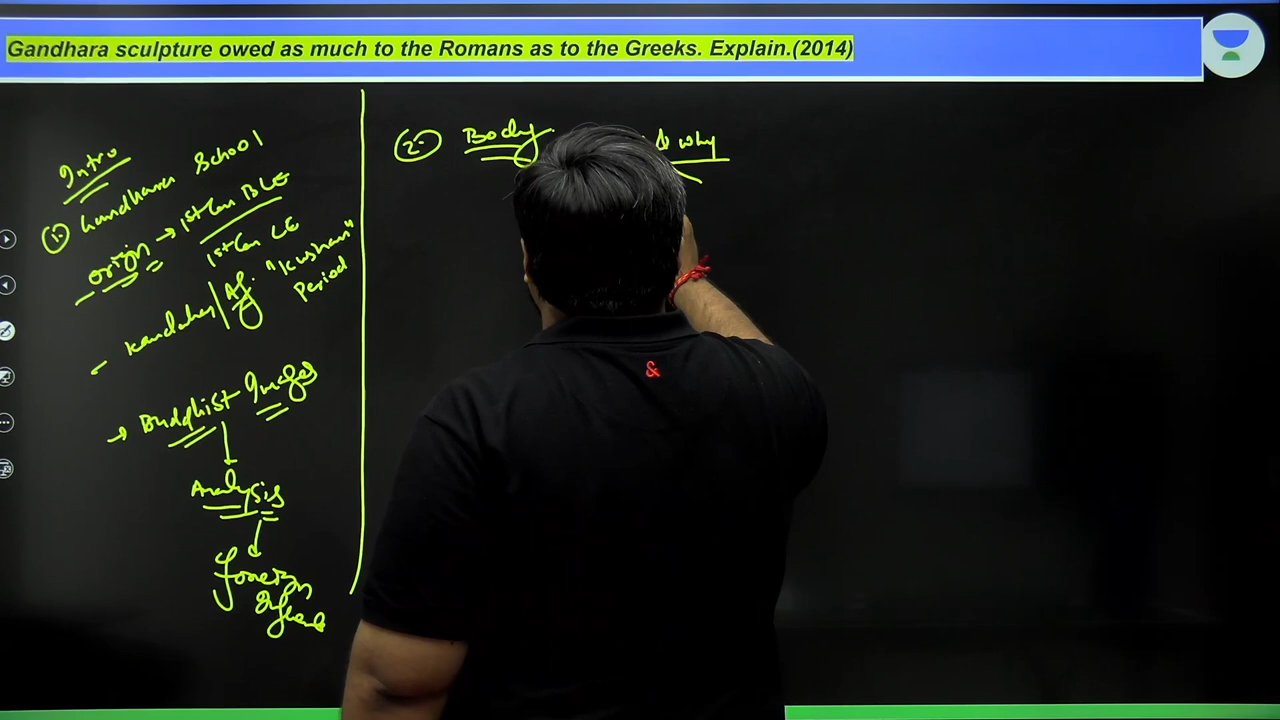 Gandhara sculpture owed as much to the Romans as to the Greeks. Explain.(2014)
Intro
1- Gandhara School
origin → 1st Cen BCE
1st Cen CE
- Kandahar/Af. "Kushan"
Period
→ Buddhist Images
Analysis
foreign
2- Body & why
&